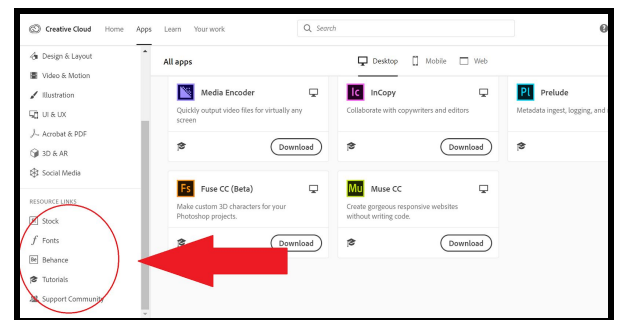 Creative Cloud Home Apps Learn Your work Search
Design & Layout
Video & Motion
Illustration
UI & UX
Acrobat & PDF
3D & AR
Social Media
RESOURCE LINKS
Stock
Fonts
Be Behance
Tutorials
Support Community
All apps Desktop Mobile Web
Media Encoder
Quickly output video files for virtually any
screen
Download
Ic InCopy
Collaborate with copywriters and editors
Download
Pl Prelude
Metadata ingest, logging, and
Fs Fuse CC (Beta)
Make custom 3D characters for your
Photoshop projects.
Download
Mu Muse CC
Create gorgeous responsive websites
without writing code.
Download